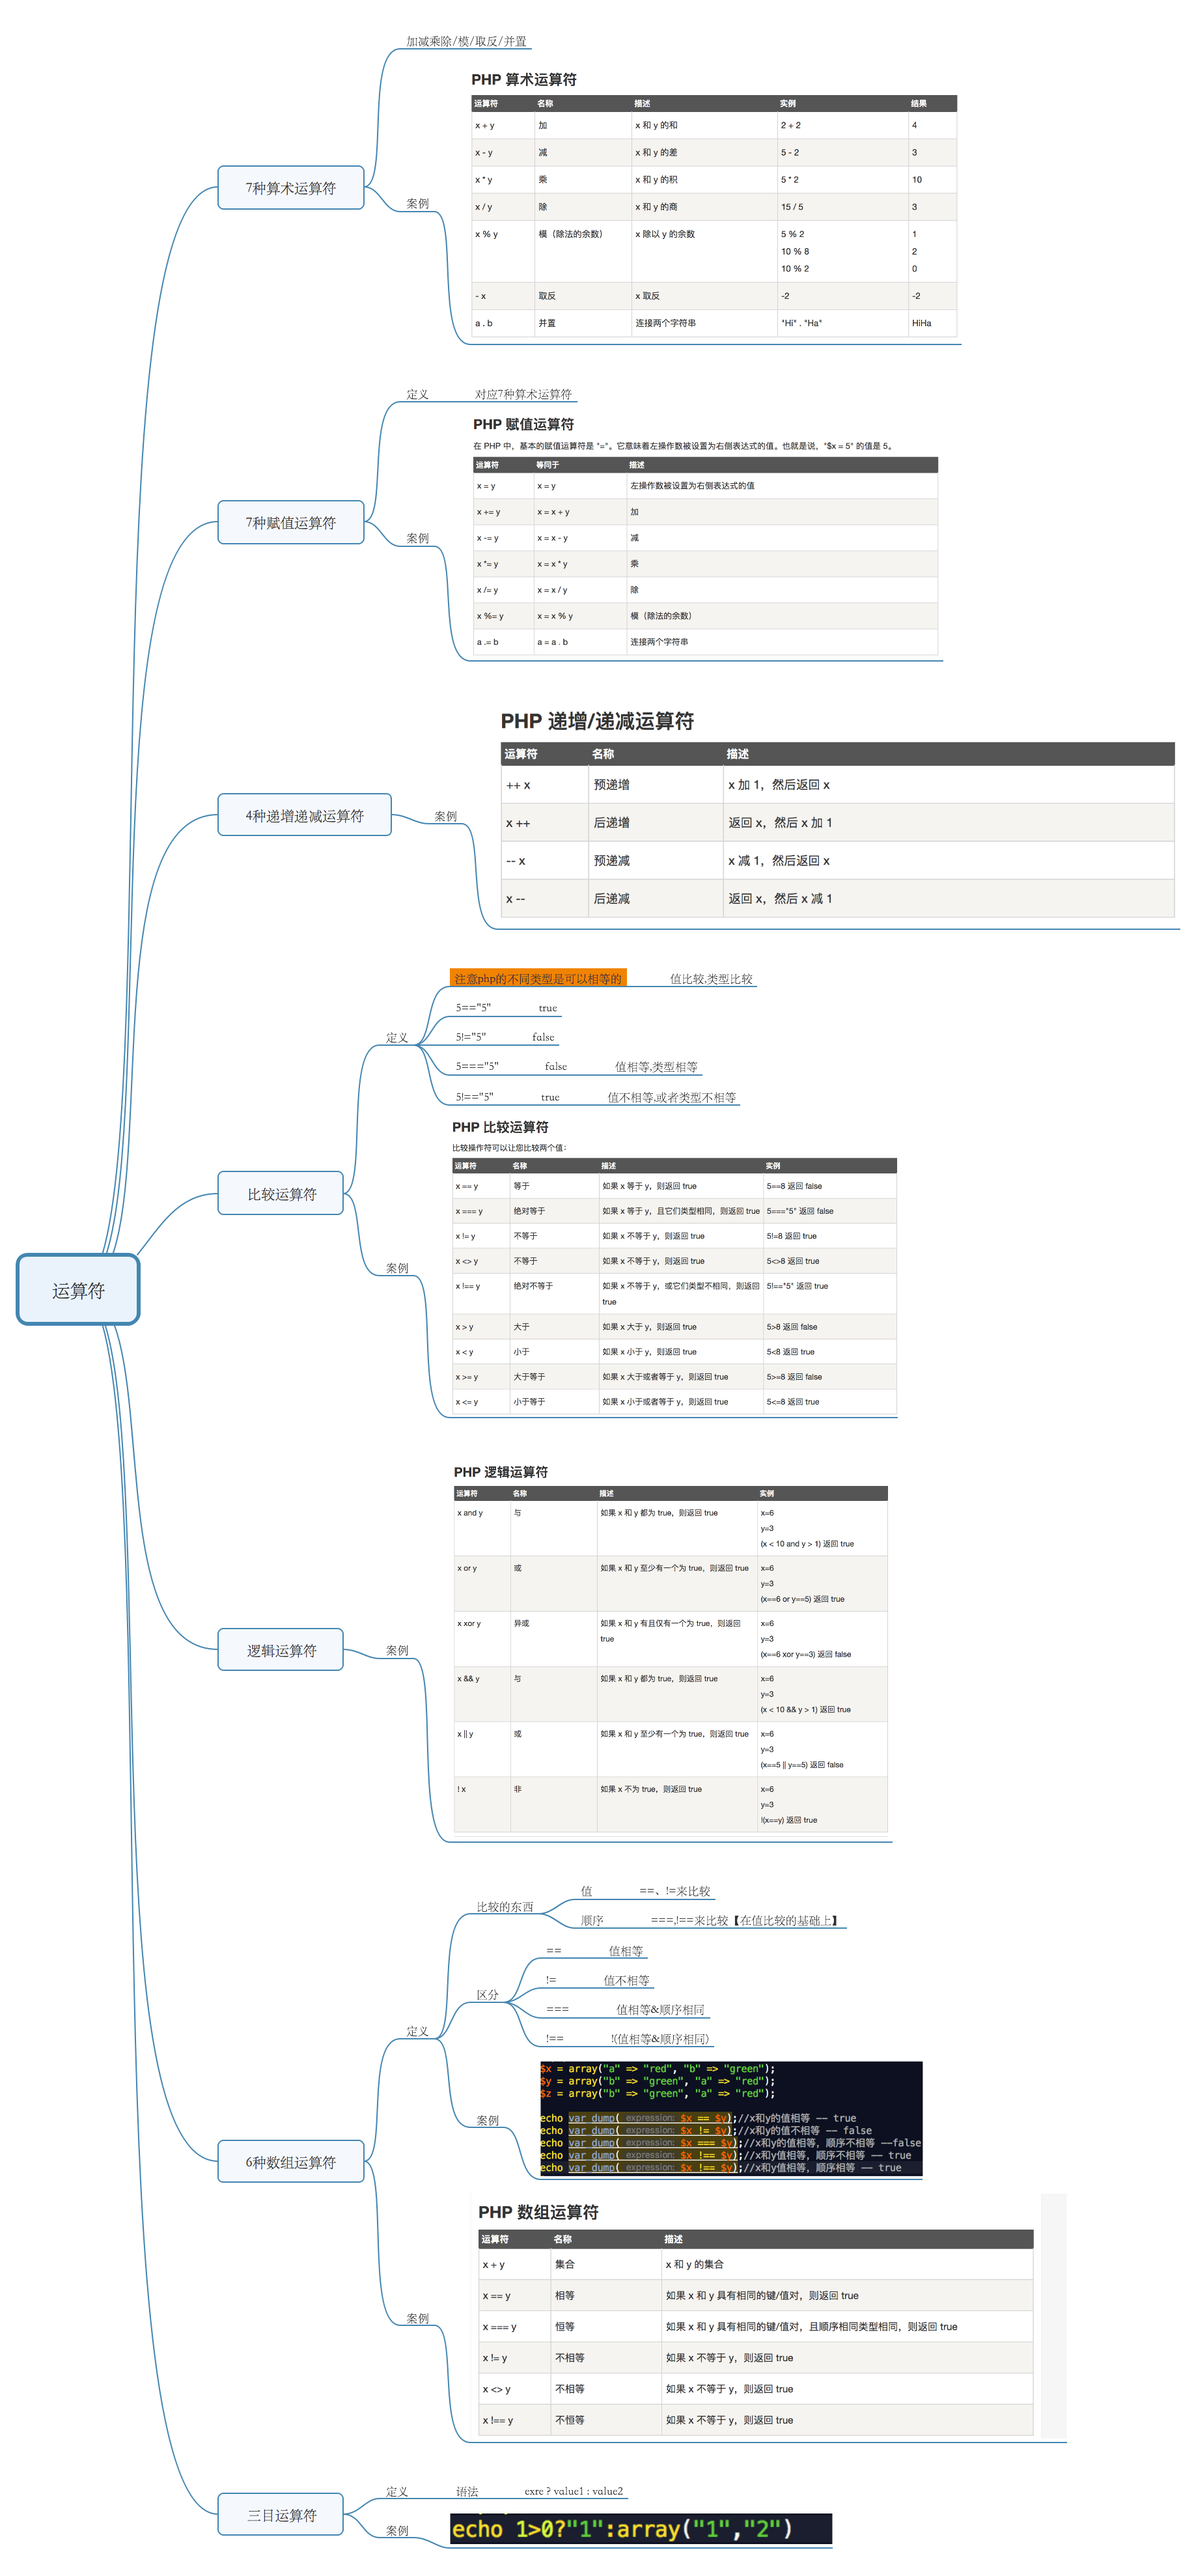 运算符
7种算术运算符
加减乘除/模/取反/并置
案例
PHP 算术运算符
运算符 名称 描述 实例 结果
x + y 加 x 和 y 的和 2 + 2 4
x - y 减 x 和 y 的差 5 - 2 3
x * y 乘 x 和 y 的积 5 * 2 10
x / y 除 x 和 y 的商 15 / 5 3
x % y 模（除法的余数） x 除以 y 的余数 5 % 2 1
10 % 8 2
10 % 2 0
- x 取反 x 取反 -2 -2
a . b 并置 连接两个字符串 "Hi" . "Ha" HiHa
7种赋值运算符
定义 对应7种算术运算符
案例
PHP 赋值运算符
在 PHP 中，基本的赋值运算符是 "="。它意味着左操作数被设置为右侧表达式的值。也就是说，"$x = 5" 的值是 5。
运算符 等同于 描述
x = y x = y 左操作数被设置为右侧表达式的值
x += y x = x + y 加
x -= y x = x - y 减
x *= y x = x * y 乘
x /= y x = x / y 除
x %= y x = x % y 模（除法的余数）
a .= b a = a . b 连接两个字符串
4种递增递减运算符
案例
PHP 递增/递减运算符
运算符 名称 描述
++ x 预递增 x 加 1，然后返回 x
x ++ 后递增 返回 x，然后 x 加 1
-- x 预递减 x 减 1，然后返回 x
x -- 后递减 返回 x，然后 x 减 1
比较运算符
定义
注意php的不同类型是可以相等的 值比较,类型比较
5=="5" true
5!="5" false
5==="5" false 值相等,类型相等
5!=="5" true 值不相等,或者类型不相等
案例
PHP 比较运算符
比较操作符可以让您比较两个值：
运算符 名称 描述 实例
x == y 等于 如果 x 等于 y，则返回 true 5==8 返回 false
x === y 绝对等于 如果 x 等于 y，且它们类型相同，则返回 true 5==="5" 返回 false
x != y 不等于 如果 x 不等于 y，则返回 true 5!=8 返回 true
x <> y 不等于 如果 x 不等于 y，则返回 true 5<>8 返回 true
x !== y 绝对不等于 如果 x 不等于 y，或它们类型不相同，则返回 5!=="5" 返回 true
true
x > y 大于 如果 x 大于 y，则返回 true 5>8 返回 false
x < y 小于 如果 x 小于 y，则返回 true 5<8 返回 true
x >= y 大于等于 如果 x 大于或者等于 y，则返回 true 5>=8 返回 false
x <= y 小于等于 如果 x 小于或者等于 y，则返回 true 5<=8 返回 true
逻辑运算符
案例
PHP 逻辑运算符
运算符 名称 描述 实例
x and y 与 如果 x 和 y 都为 true，则返回 true x=6
y=3
(x < 10 and y > 1) 返回 true
x or y 或 如果 x 和 y 至少有一个为 true，则返回 true x=6
y=3
(x==6 or y==5) 返回 true
x xor y 异或 如果 x 和 y 有且仅有一个为 true，则返回 x=6
true y=3
(x==6 xor y==3) 返回 false
x && y 与 如果 x 和 y 都为 true，则返回 true x=6
y=3
(x < 10 && y > 1) 返回 true
x || y 或 如果 x 和 y 至少有一个为 true，则返回 true x=6
y=3
(x==5 || y==5) 返回 false
! x 非 如果 x 不为 true，则返回 true x=6
y=3
!(x==y) 返回 true
6种数组运算符
定义
比较的东西
值 ==、!=来比较
顺序 ===,!==来比较【在值比较的基础上】
区分
== 值相等
!= 值不相等
=== 值相等&顺序相同
!== !(值相等&顺序相同)
案例
$x = array("a" => "red", "b" => "green");
$y = array("b" => "green", "a" => "red");
$z = array("b" => "green", "a" => "red");
echo var_dump( expression: $x == $y);//x和y的值相等 -- true
echo var_dump( expression: $x != $y);//x和y的值不相等 -- false
echo var_dump( expression: $x === $y);//x和y的值相等，顺序不相等 --false
echo var_dump( expression: $x !== $y);//x和y值相等，顺序不相等 -- true
echo var_dump( expression: $x !== $y);//x和y值相等，顺序相等 -- true
案例
PHP 数组运算符
运算符 名称 描述
x + y 集合 x 和 y 的集合
x == y 相等 如果 x 和 y 具有相同的键/值对，则返回 true
x === y 恒等 如果 x 和 y 具有相同的键/值对，且顺序相同类型相同，则返回 true
x != y 不相等 如果 x 不等于 y，则返回 true
x <> y 不相等 如果 x 不等于 y，则返回 true
x !== y 不恒等 如果 x 不等于 y，则返回 true
三目运算符
定义 语法 exre ? value1 : value2
案例
echo 1>0?"1":array("1","2")